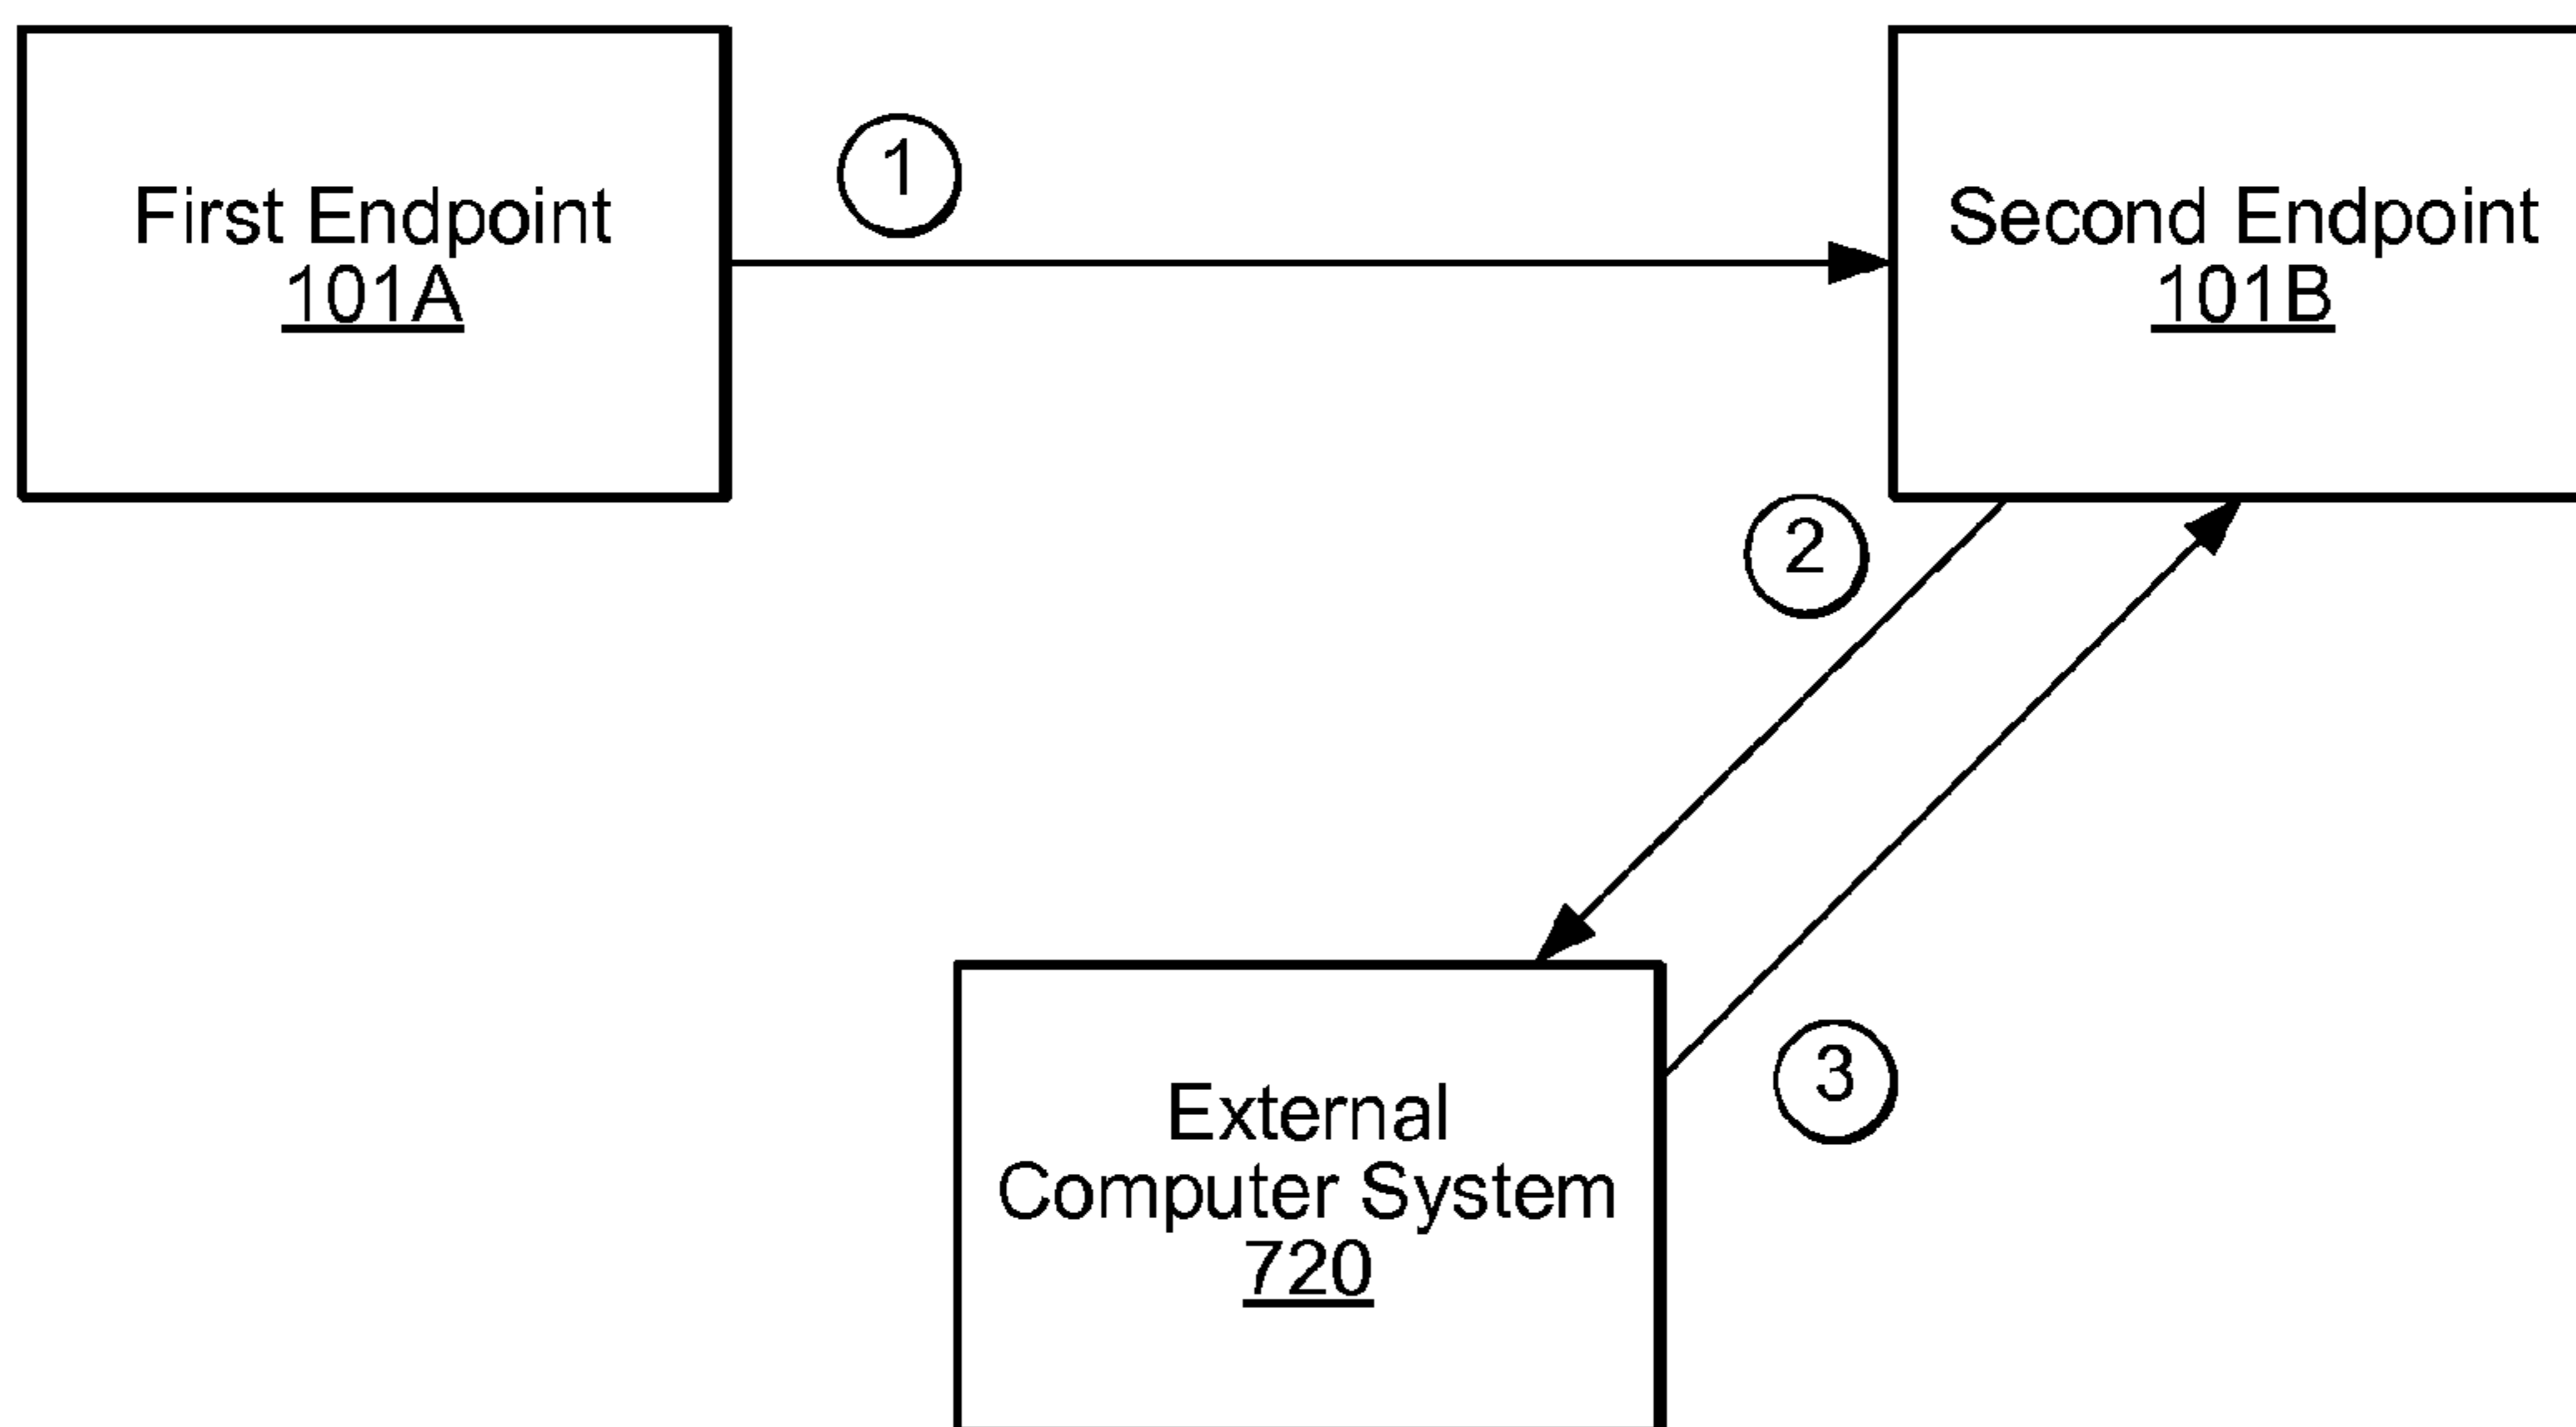 First Endpoint
101A
1
Second Endpoint
101B
2
3
External
Computer System
720